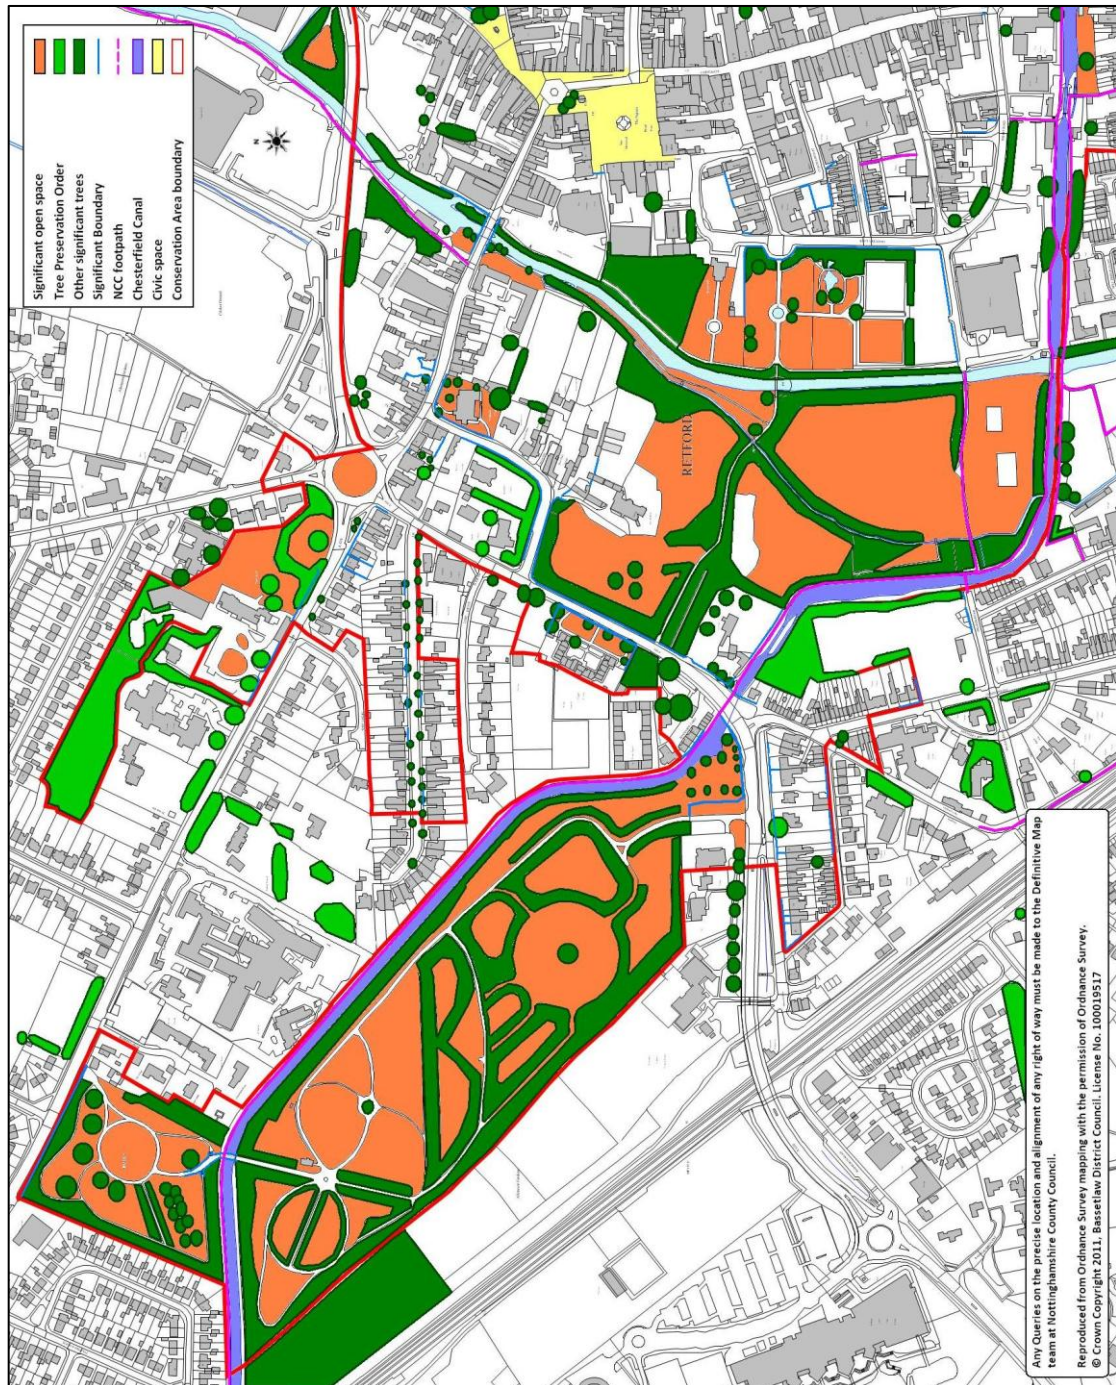 Significant open space
Tree Preservation Order
Other significant trees
Significant Boundary
NCC footpath
Chesterfield Canal
Civic space
Conservation Area boundary
N
RETFORD
Any Queries on the precise location and alignment of any right of way must be made to the Definitive Map
team at Nottinghamshire County Council.
Reproduced from Ordnance Survey mapping with the permission of Ordnance Survey.
© Crown Copyright 2011. Bassetlaw District Council. License No. 100019517